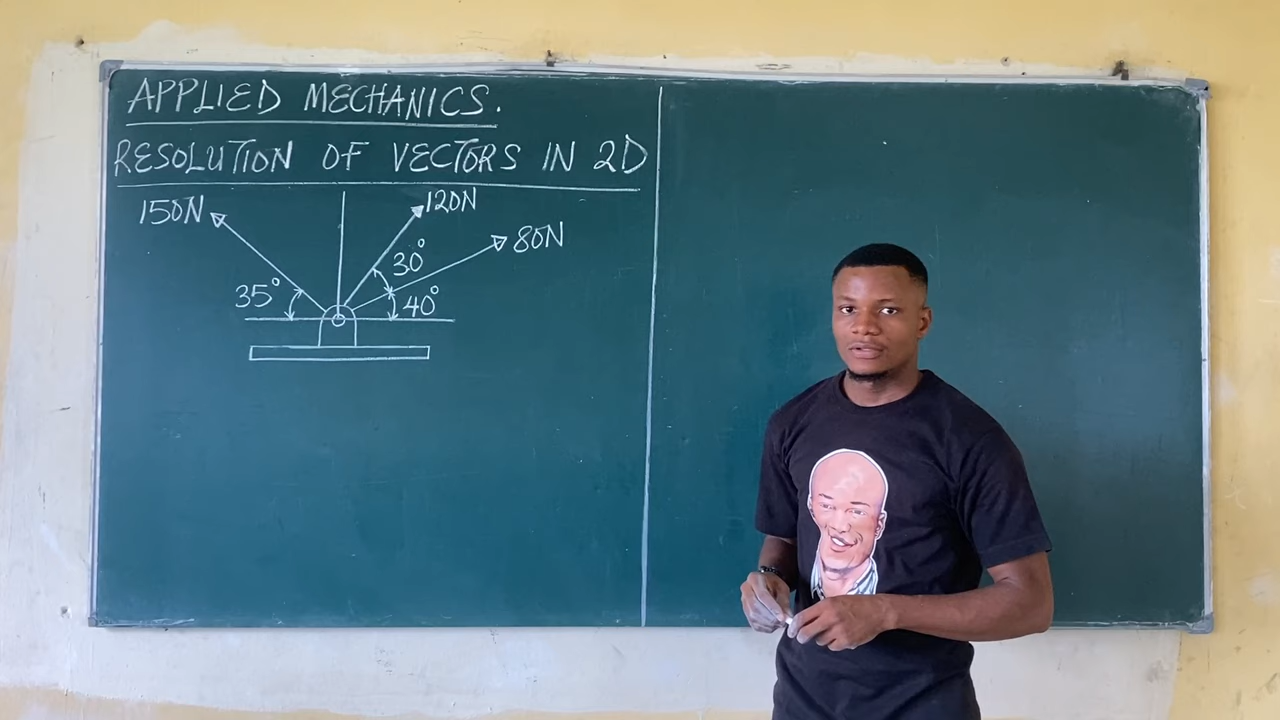 APPLIED MECHANICS.
RESOLUTION OF VECTORS IN 2D
150N
120N
80N
30°
35°
40°